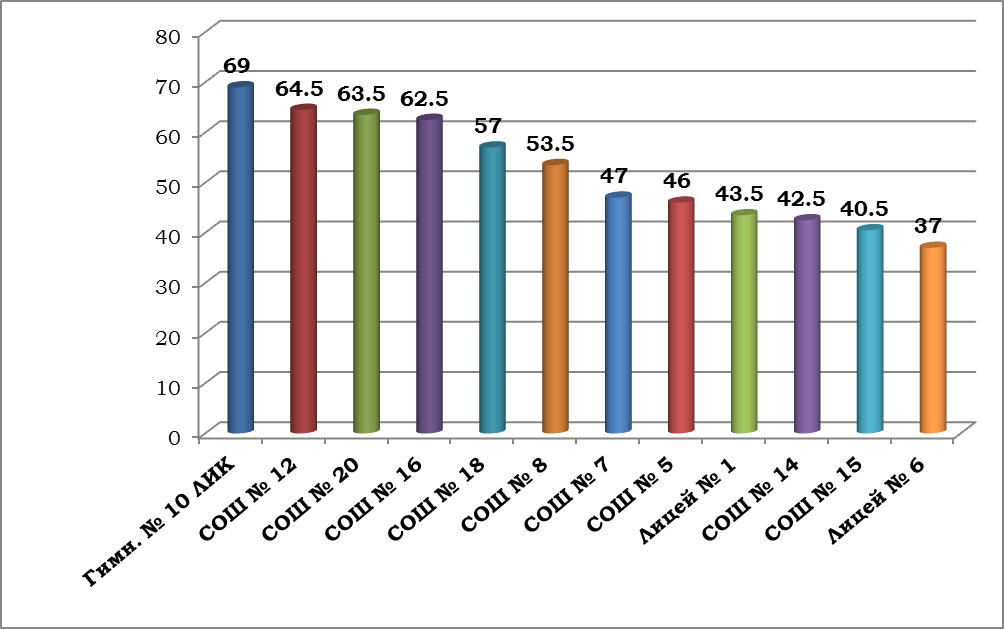 80
70
60
50
40
30
20
10
0
69
64.5
63.5
62.5
57
53.5
47
46
43.5
42.5
40.5
37
Гимн. № 10 ЛИК
СОШ № 12
СОШ № 20
СОШ № 16
СОШ № 18
СОШ № 8
СОШ № 7
СОШ № 5
Лицей № 1
СОШ № 14
СОШ № 15
Лицей № 6